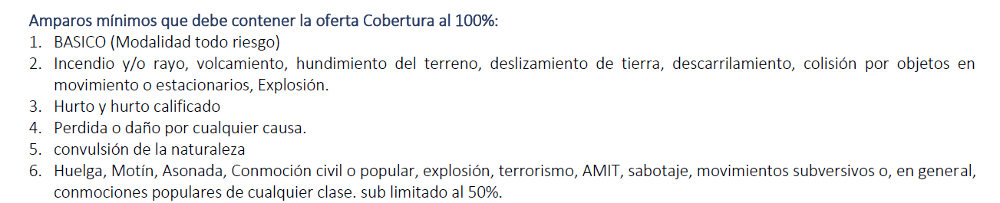 Amparos mínimos que debe contener la oferta Cobertura al 100%:
1. BASICO (Modalidad todo riesgo)
2. Incendio y/o rayo, volcamiento, hundimiento del terreno, deslizamiento de tierra, descarrilamiento, colisión por objetos en
movimiento o estacionarios, Explosión.
3. Hurto y hurto calificado
4. Perdida o daño por cualquier causa.
5. convulsión de la naturaleza
6. Huelga, Motín, Asonada, Conmoción civil o popular, explosión, terrorismo, AMIT, sabotaje, movimientos subversivos o, en general,
conmociones populares de cualquier clase. sub limitado al 50%.